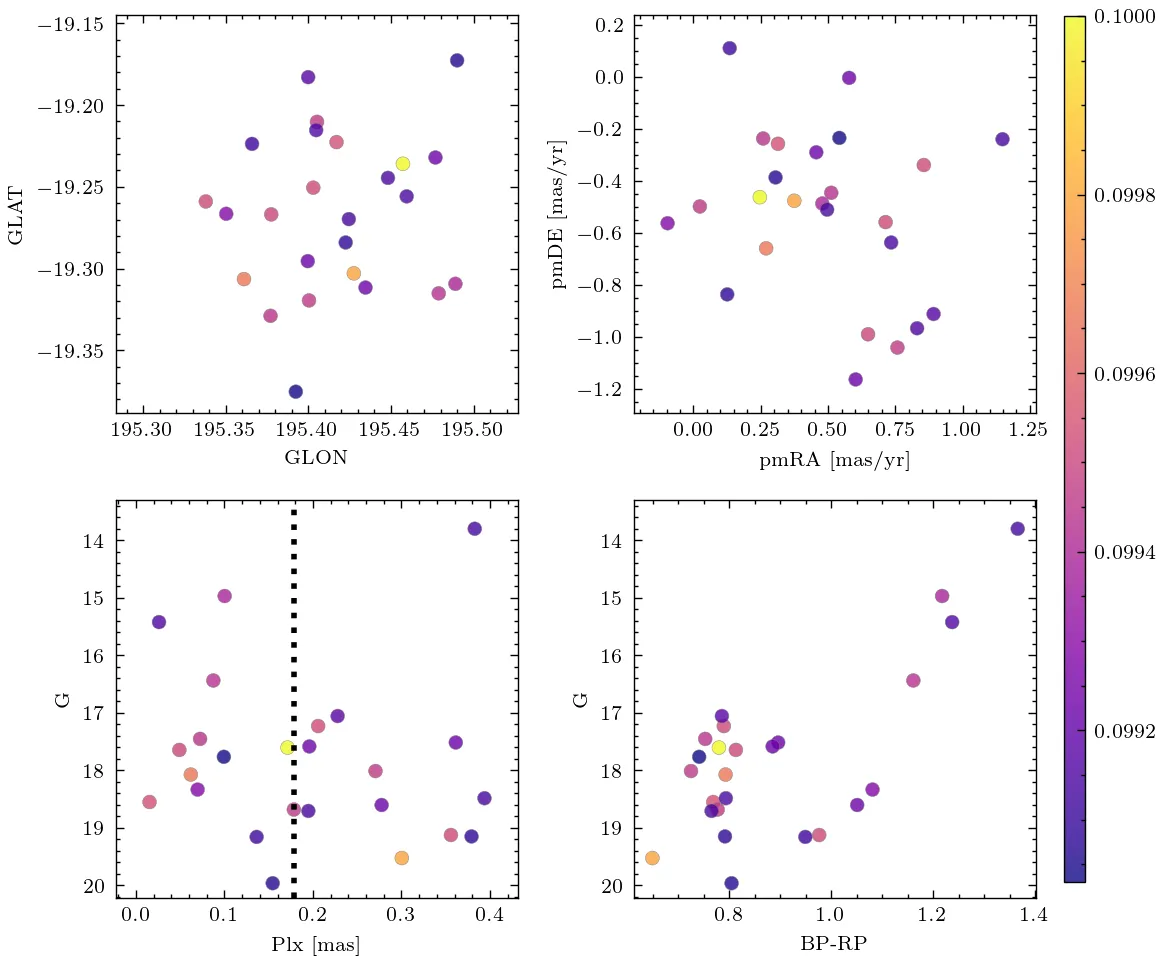 −19.15
−19.20
−19.25
−19.30
−19.35
GLAT
195.30 195.35 195.40 195.45 195.50
GLON
0.2
0.0
−0.2
−0.4
−0.6
−0.8
−1.0
−1.2
pmDE [mas/yr]
0.00 0.25 0.50 0.75 1.00 1.25
pmRA [mas/yr]
0.1000
0.0998
0.0996
0.0994
0.0992
14
15
16
17
18
19
20
G
0.0 0.1 0.2 0.3 0.4
Plx [mas]
14
15
16
17
18
19
20
G
0.8 1.0 1.2 1.4
BP-RP